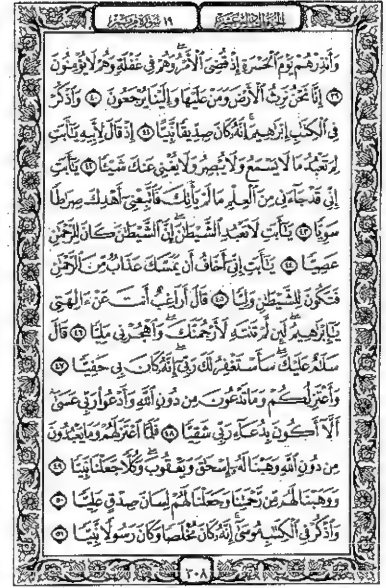 الجزء السادس عشر
١٩ سورة مريم
وَأَنذِرْهُمْ يَوْمَ ٱلْحَسْرَةِ إِذْ قُضِىَ ٱلْأَمْرُ وَهُمْ فِى غَفْلَةٍ وَهُمْ لَا يُؤْمِنُونَ
٣٩ إِنَّا نَحْنُ نَرِثُ ٱلْأَرْضَ وَمَنْ عَلَيْهَا وَإِلَيْنَا يُرْجَعُونَ ٤٠ وَٱذْكُرْ
فِى ٱلْكِتَٰبِ إِبْرَٰهِيمَ إِنَّهُۥ كَانَ صِدِّيقًا نَّبِيًّا ٤١ إِذْ قَالَ لِأَبِيهِ يَٰٓأَبَتِ
لِمَ تَعْبُدُ مَا لَا يَسْمَعُ وَلَا يُبْصِرُ وَلَا يُغْنِى عَنكَ شَيْـًٔا ٤٢ يَٰٓأَبَتِ
إِنِّى قَدْ جَآءَنِى مِنَ ٱلْعِلْمِ مَا لَمْ يَأْتِكَ فَٱتَّبِعْنِىٓ أَهْدِكَ صِرَٰطًا
سَوِيًّا ٤٣ يَٰٓأَبَتِ لَا تَعْبُدِ ٱلشَّيْطَٰنَ إِنَّ ٱلشَّيْطَٰنَ كَانَ لِلرَّحْمَٰنِ
عَصِيًّا ٤٤ يَٰٓأَبَتِ إِنِّىٓ أَخَافُ أَن يَمَسَّكَ عَذَابٌ مِّنَ ٱلرَّحْمَٰنِ
فَتَكُونَ لِلشَّيْطَٰنِ وَلِيًّا ٤٥ قَالَ أَرَاغِبٌ أَنتَ عَنْ ءَالِهَتِى
يَٰٓإِبْرَٰهِيمُ لَئِن لَّمْ تَنتَهِ لَأَرْجُمَنَّكَ وَٱهْجُرْنِى مَلِيًّا ٤٦ قَالَ
سَلَٰمٌ عَلَيْكَ سَأَسْتَغْفِرُ لَكَ رَبِّىٓ إِنَّهُۥ كَانَ بِى حَفِيًّا ٤٧
وَأَعْتَزِلُكُمْ وَمَا تَدْعُونَ مِن دُونِ ٱللَّهِ وَأَدْعُوا۟ رَبِّى عَسَىٰٓ
أَلَّآ أَكُونَ بِدُعَآءِ رَبِّى شَقِيًّا ٤٨ فَلَمَّا ٱعْتَزَلَهُمْ وَمَا يَعْبُدُونَ
مِن دُونِ ٱللَّهِ وَهَبْنَا لَهُۥٓ إِسْحَٰقَ وَيَعْقُوبَ وَكُلًّا جَعَلْنَا نَبِيًّا ٤٩
وَوَهَبْنَا لَهُم مِّن رَّحْمَتِنَا وَجَعَلْنَا لَهُمْ لِسَانَ صِدْقٍ عَلِيًّا ٥٠
وَٱذْكُرْ فِى ٱلْكِتَٰبِ مُوسَىٰٓ إِنَّهُۥ كَانَ مُخْلَصًا وَكَانَ رَسُولًا نَّبِيًّا ٥١
٣٠٨